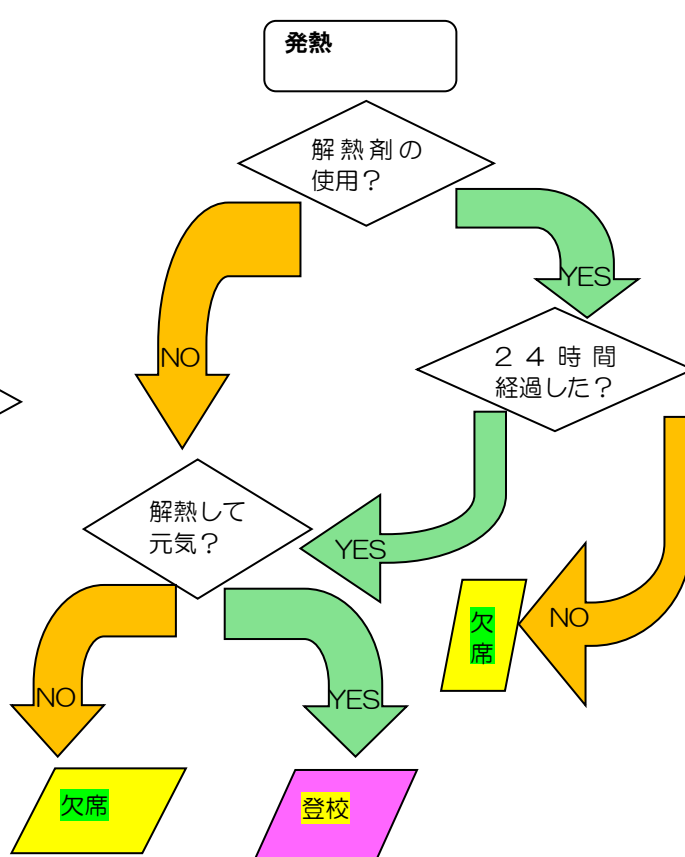 発熱
解熱剤の
使用？
YES
NO
２４時間
経過した？
解熱して
元気？
YES
NO
欠
席
NO
YES
欠席
登校